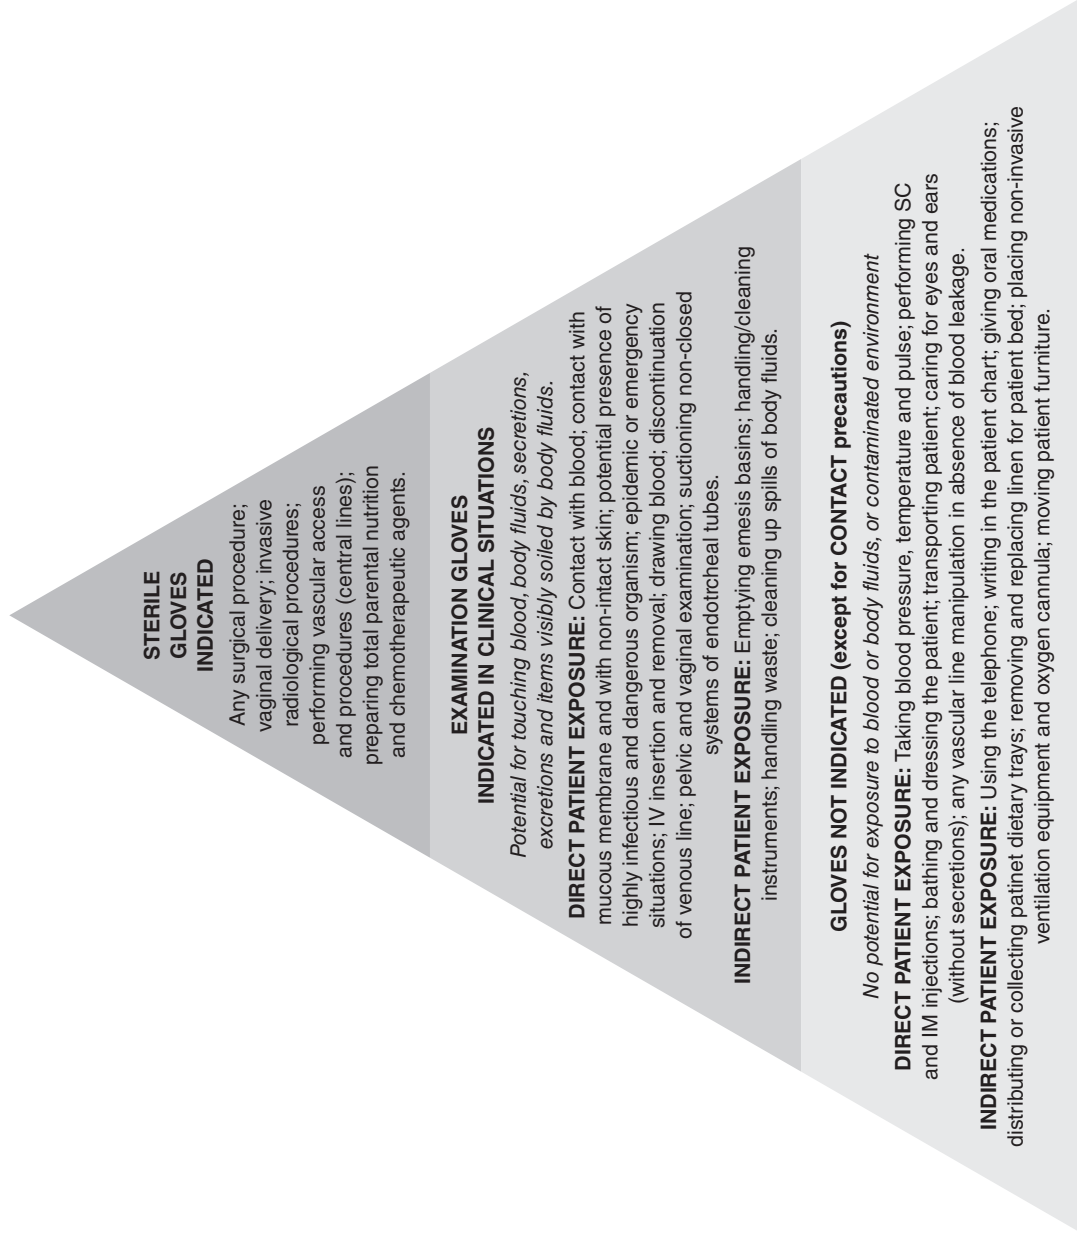 STERILE
GLOVES
INDICATED
Any surgical procedure;
vaginal delivery; invasive
radiological procedures;
performing vascular access
and procedures (central lines);
preparing total parental nutrition
and chemotherapeutic agents.
EXAMINATION GLOVES
INDICATED IN CLINICAL SITUATIONS
Potential for touching blood, body fluids, secretions,
excretions and items visibly soiled by body fluids.
DIRECT PATIENT EXPOSURE: Contact with blood; contact with
mucous membrane and with non-intact skin; potential presence of
highly infectious and dangerous organism; epidemic or emergency
situations; IV insertion and removal; drawing blood; discontinuation
of venous line; pelvic and vaginal examination; suctioning non-closed
systems of endotrcheal tubes.
INDIRECT PATIENT EXPOSURE: Emptying emesis basins; handling/cleaning
instruments; handling waste; cleaning up spills of body fluids.
GLOVES NOT INDICATED (except for CONTACT precautions)
No potential for exposure to blood or body fluids, or contaminated environment
DIRECT PATIENT EXPOSURE: Taking blood pressure, temperature and pulse; performing SC
and IM injections; bathing and dressing the patient; transporting patient; caring for eyes and ears
(without secretions); any vascular line manipulation in absence of blood leakage.
INDIRECT PATIENT EXPOSURE: Using the telephone; writing in the patient chart; giving oral medications;
distributing or collecting patinet dietary trays; removing and replacing linen for patient bed; placing non-invasive
ventilation equipment and oxygen cannula; moving patient furniture.